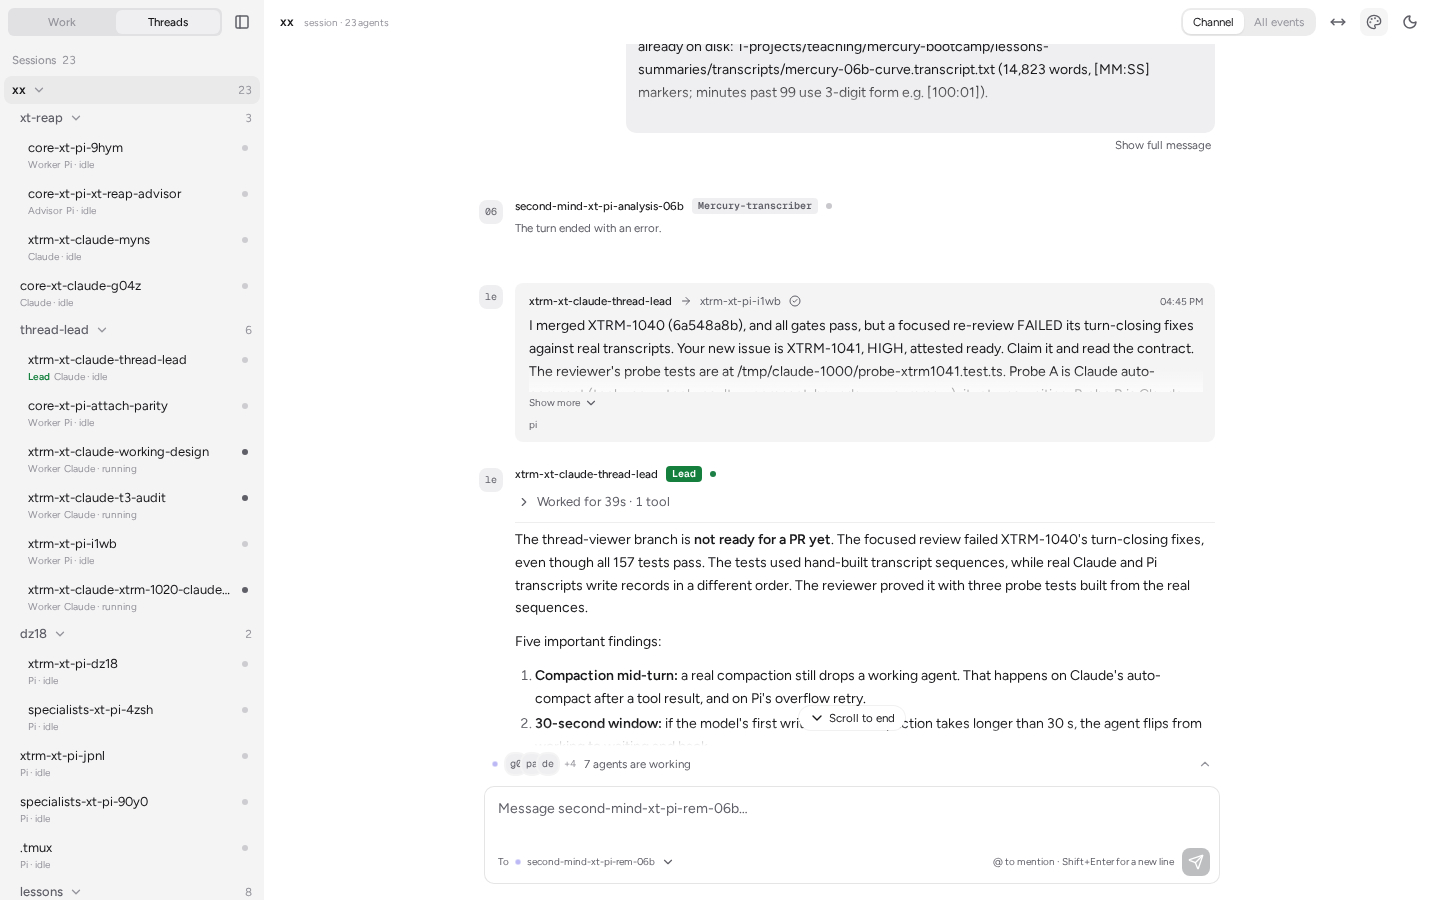 Work
Threads
Sessions 23
xx 23
xt-reap 3
core-xt-pi-9hym
Worker Pi · idle
core-xt-pi-xt-reap-advisor
Advisor Pi · idle
xtrm-xt-claude-myns
Claude · idle
core-xt-claude-g04z
Claude · idle
thread-lead 6
xtrm-xt-claude-thread-lead
Lead Claude · idle
core-xt-pi-attach-parity
Worker Pi · idle
xtrm-xt-claude-working-design
Worker Claude · running
xtrm-xt-claude-t3-audit
Worker Claude · running
xtrm-xt-pi-i1wb
Worker Pi · idle
xtrm-xt-claude-xtrm-1020-claude...
Worker Claude · running
dz18 2
xtrm-xt-pi-dz18
Pi · idle
specialists-xt-pi-4zsh
Pi · idle
xtrm-xt-pi-jpnl
Pi · idle
specialists-xt-pi-90y0
Pi · idle
.tmux
Pi · idle
lessons 8
xx session · 23 agents
Channel All events
already on disk: 1-projects/teaching/mercury-bootcamp/lessons-
summaries/transcripts/mercury-06b-curve.transcript.txt (14,823 words, [MM:SS]
markers; minutes past 99 use 3-digit form e.g. [100:01]).
Show full message
06 second-mind-xt-pi-analysis-06b Mercury-transcriber
The turn ended with an error.
le xtrm-xt-claude-thread-lead → xtrm-xt-pi-i1wb 04:45 PM
I merged XTRM-1040 (6a548a8b), and all gates pass, but a focused re-review FAILED its turn-closing fixes
against real transcripts. Your new issue is XTRM-1041, HIGH, attested ready. Claim it and read the contract.
The reviewer's probe tests are at /tmp/claude-1000/probe-xtrm1041.test.ts. Probe A is Claude auto-
Show more
pi
le xtrm-xt-claude-thread-lead Lead
Worked for 39s · 1 tool
The thread-viewer branch is not ready for a PR yet. The focused review failed XTRM-1040's turn-closing fixes,
even though all 157 tests pass. The tests used hand-built transcript sequences, while real Claude and Pi
transcripts write records in a different order. The reviewer proved it with three probe tests built from the real
sequences.
Five important findings:
1. Compaction mid-turn: a real compaction still drops a working agent. That happens on Claude's auto-
compact after a tool result, and on Pi's overflow retry.
2. 30-second window: if the model's first takes longer than 30 s, the agent flips from
Scroll to end
de +4 7 agents are working
Message second-mind-xt-pi-rem-06b...
To second-mind-xt-pi-rem-06b
@ to mention · Shift+Enter for a new line